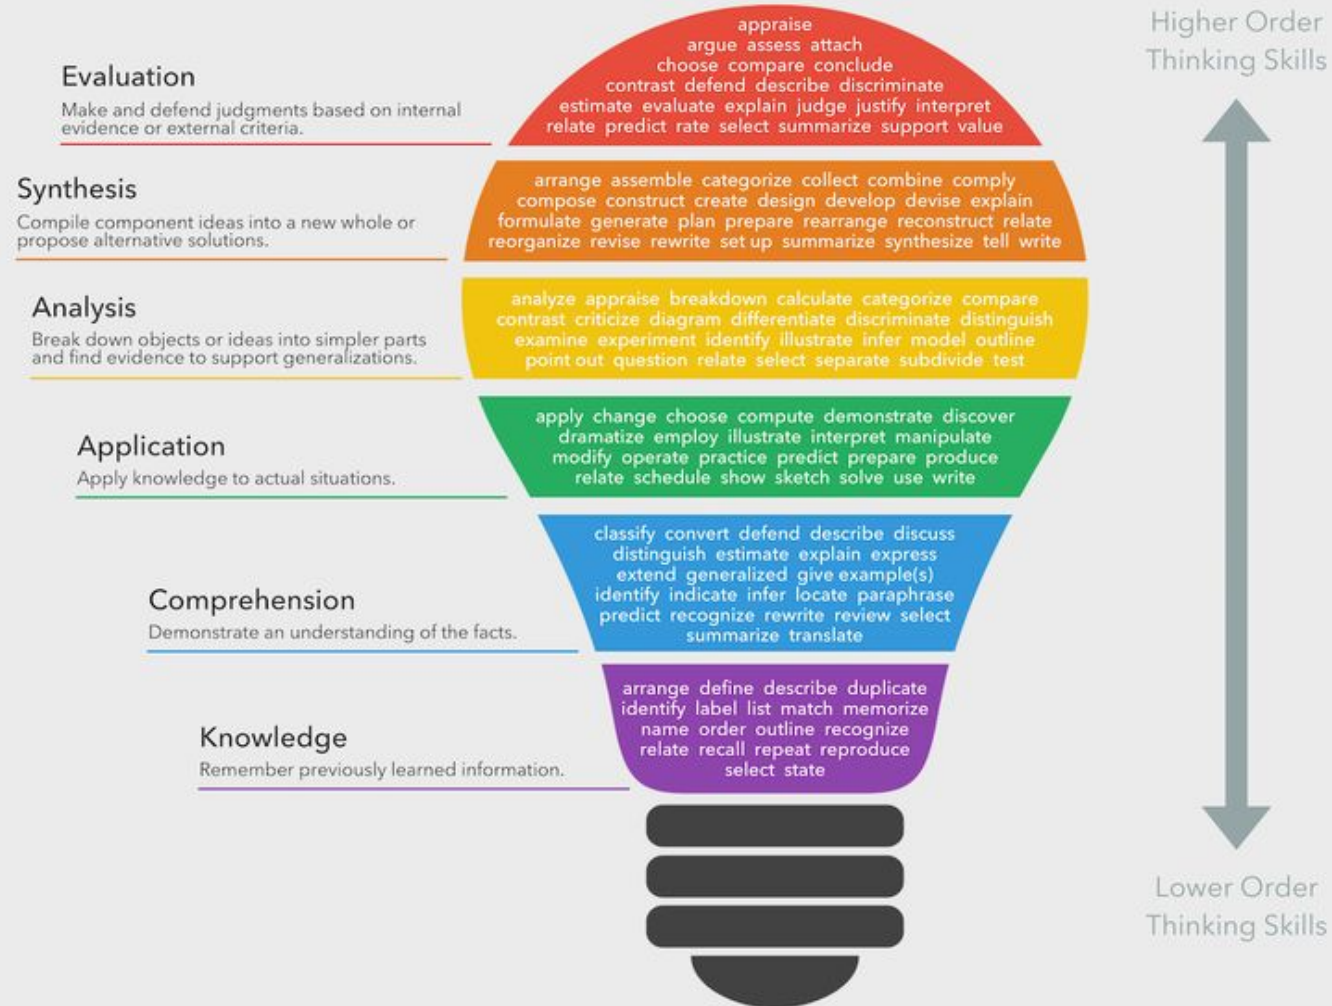 Higher Order
Thinking Skills
Evaluation
Make and defend judgments based on internal
evidence or external criteria.
appraise
argue assess attach
choose compare conclude
contrast defend describe discriminate
estimate evaluate explain judge justify interpret
relate predict rate select summarize support value
Synthesis
Compile component ideas into a new whole or
propose alternative solutions.
arrange assemble categorize collect combine comply
compose construct create design develop devise explain
formulate generate plan prepare rearrange reconstruct relate
reorganize revise rewrite set up summarize synthesize tell write
Analysis
Break down objects or ideas into simpler parts
and find evidence to support generalizations.
analyze appraise breakdown calculate categorize compare
contrast criticize diagram differentiate discriminate distinguish
examine experiment identify illustrate infer model outline
point out question relate select separate subdivide test
Application
Apply knowledge to actual situations.
apply change choose compute demonstrate discover
dramatize employ illustrate interpret manipulate
modify operate practice predict prepare produce
relate schedule show sketch solve use write
Comprehension
Demonstrate an understanding of the facts.
classify convert defend describe discuss
distinguish estimate explain express
extend generalized give example(s)
identify indicate infer locate paraphrase
predict recognize rewrite review select
summarize translate
Knowledge
Remember previously learned information.
arrange define describe duplicate
identify label list match memorize
name order outline recognize
relate recall repeat reproduce
select state
Lower Order
Thinking Skills